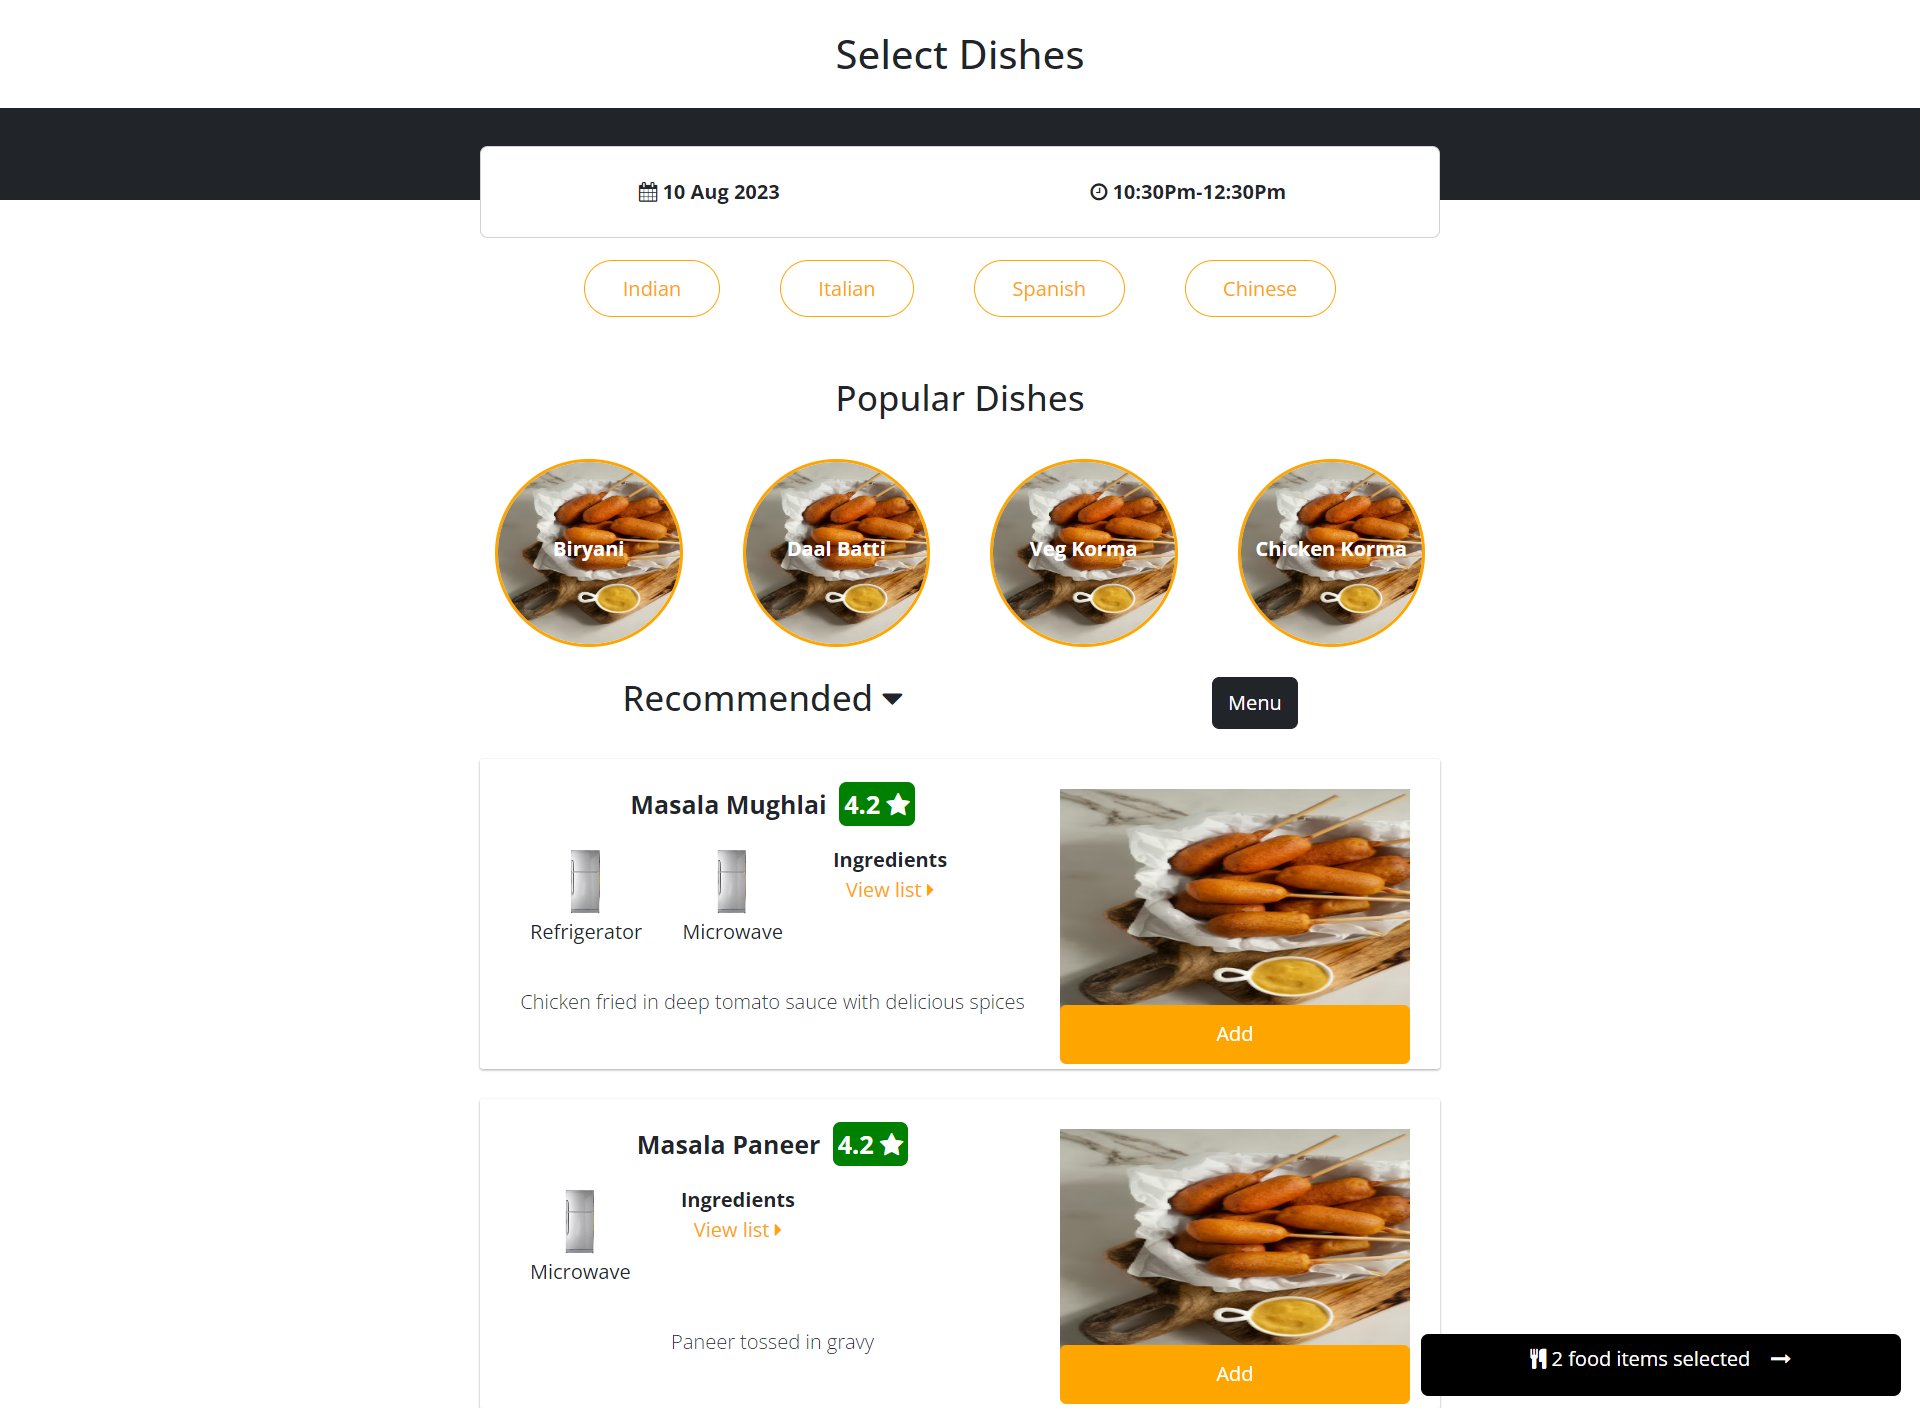 Select Dishes
10 Aug 2023
10:30Pm-12:30Pm
Indian
Italian
Spanish
Chinese
Popular Dishes
Biryani
Daal Batti
Veg Korma
Chicken Korma
Recommended
Menu
Masala Mughlai 4.2
Refrigerator
Microwave
Ingredients
View list
Chicken fried in deep tomato sauce with delicious spices
Add
Masala Paneer 4.2
Microwave
Ingredients
View list
Paneer tossed in gravy
Add
2 food items selected